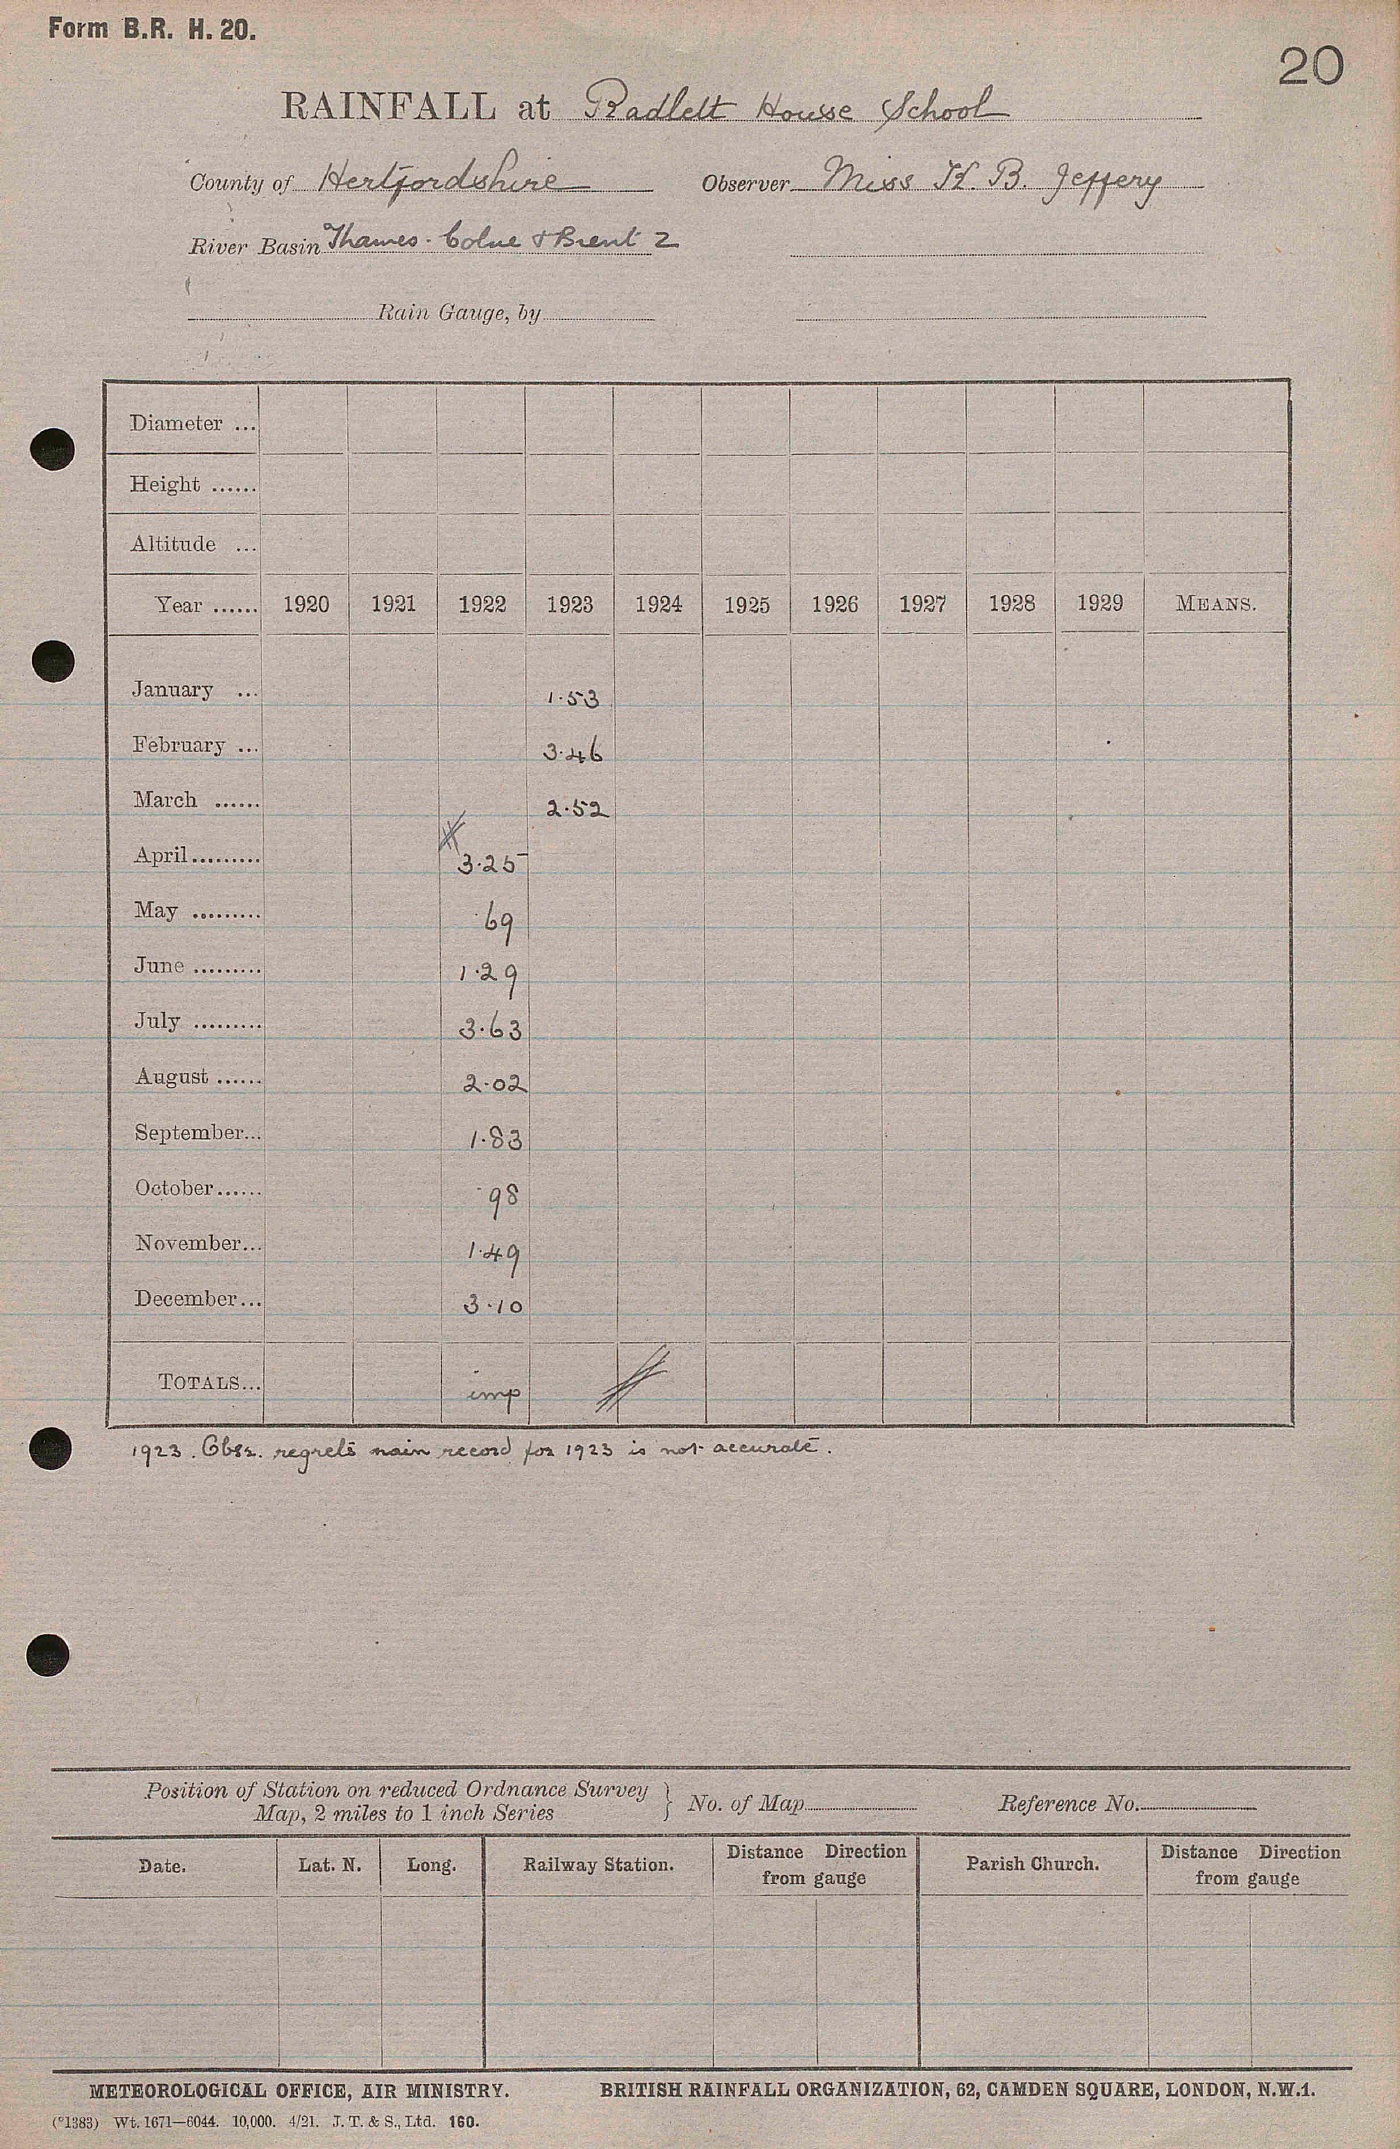 Form B.R. H. 20.
20
RAINFALL at Radlett House School
County of Hertfordshire Observer Miss K. B. Jeffery
River Basin Thames. Colne & Brent 2
Rain Gauge, by
Diameter ...
Height ......
Altitude ...
Year ...... 1920 1921 1922 1923 1924 1925 1926 1927 1928 1929 MEANS.
January ... 1.53
February ... 3.46
March ...... 2.52
April......... 3.25
May ......... .69
June ......... 1.29
July ......... 3.63
August ...... 2.02
September... 1.83
October...... .98
November... 1.49
December... 3.10
TOTALS... imp
1923. Obsr. regrets rain record for 1923 is not accurate.
Position of Station on reduced Ordnance Survey
Map, 2 miles to 1 inch Series } No. of Map Reference No.
Date. Lat. N. Long. Railway Station. Distance Direction from gauge Parish Church. Distance Direction from gauge
METEOROLOGICAL OFFICE, AIR MINISTRY. BRITISH RAINFALL ORGANIZATION, 62, CAMDEN SQUARE, LONDON, N.W.1.
(*1383) Wt. 1671—6044. 10,000. 4/21. J. T. & S., Ltd. 160.